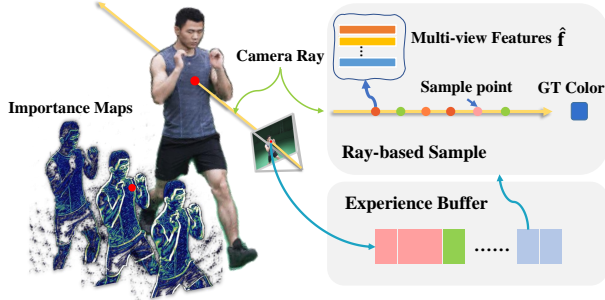 Multi-view Features f̂
Camera Ray
Sample point
GT Color
Importance Maps
Ray-based Sample
Experience Buffer
......